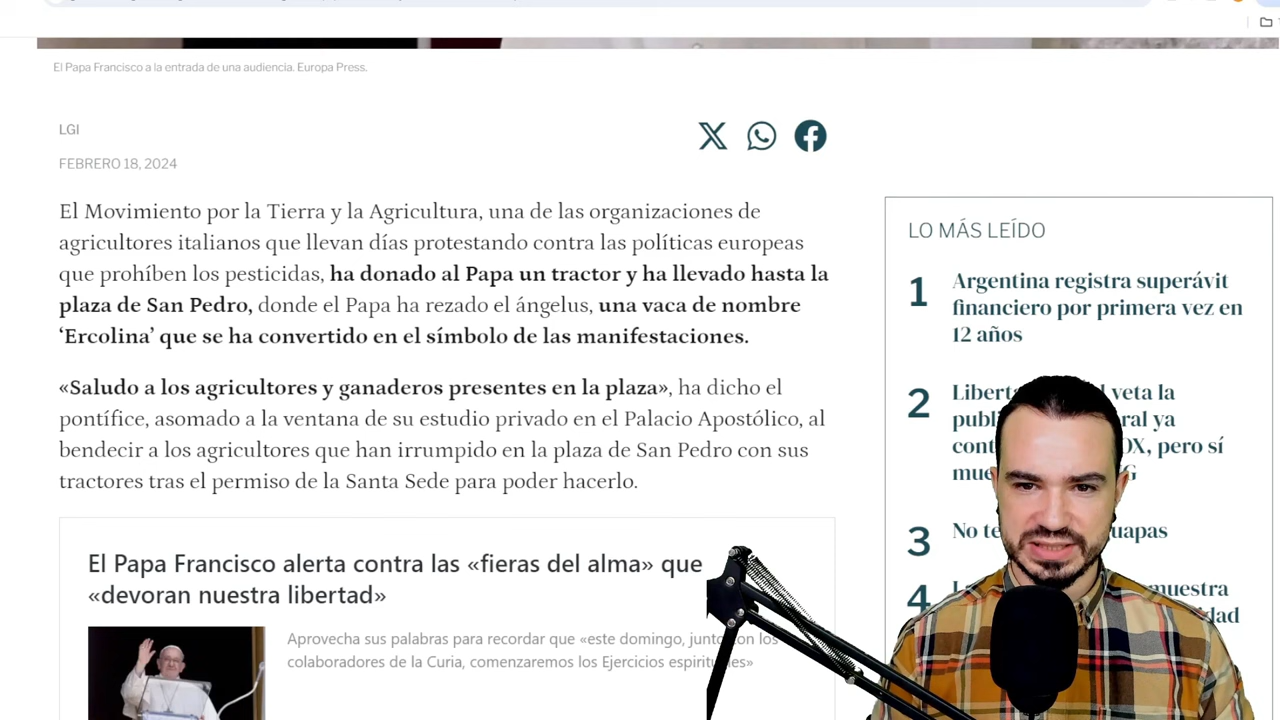 El Papa Francisco a la entrada de una audiencia. Europa Press.
LGI
FEBRERO 18, 2024
El Movimiento por la Tierra y la Agricultura, una de las organizaciones de
agricultores italianos que llevan días protestando contra las políticas europeas
que prohíben los pesticidas, ha donado al Papa un tractor y ha llevado hasta la
plaza de San Pedro, donde el Papa ha rezado el ángelus, una vaca de nombre
‘Ercolina’ que se ha convertido en el símbolo de las manifestaciones.
«Saludo a los agricultores y ganaderos presentes en la plaza», ha dicho el
pontífice, asomado a la ventana de su estudio privado en el Palacio Apostólico, al
bendecir a los agricultores que han irrumpido en la plaza de San Pedro con sus
tractores tras el permiso de la Santa Sede para poder hacerlo.
El Papa Francisco alerta contra las «fieras del alma» que
«devoran nuestra libertad»
Aprovecha sus palabras para recordar que «este domingo, junto con los
colaboradores de la Curia, comenzaremos los Ejercicios espirituales»
LO MÁS LEÍDO
1 Argentina registra superávit
financiero por primera vez en
12 años
2 veta la
ya
pero sí
3 No
4